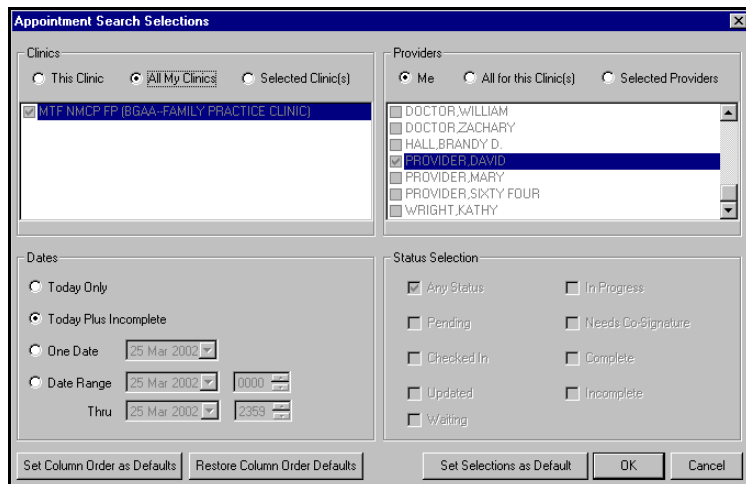 Appointment Search Selections
Clinics
This Clinic All My Clinics Selected Clinic(s)
MTF NMCP FP (BGAA--FAMILY PRACTICE CLINIC)
Providers
Me All for this Clinic(s) Selected Providers
DOCTOR,WILLIAM
DOCTOR,ZACHARY
HALL,BRANDY D.
PROVIDER,DAVID
PROVIDER,MARY
PROVIDER,SIXTY FOUR
WRIGHT,KATHY
Dates
Today Only
Today Plus Incomplete
One Date 25 Mar 2002
Date Range 25 Mar 2002 0000
Thru 25 Mar 2002 2359
Status Selection
Any Status In Progress
Pending Needs Co-Signature
Checked In Complete
Updated Incomplete
Waiting
Set Column Order as Defaults Restore Column Order Defaults Set Selections as Default OK Cancel